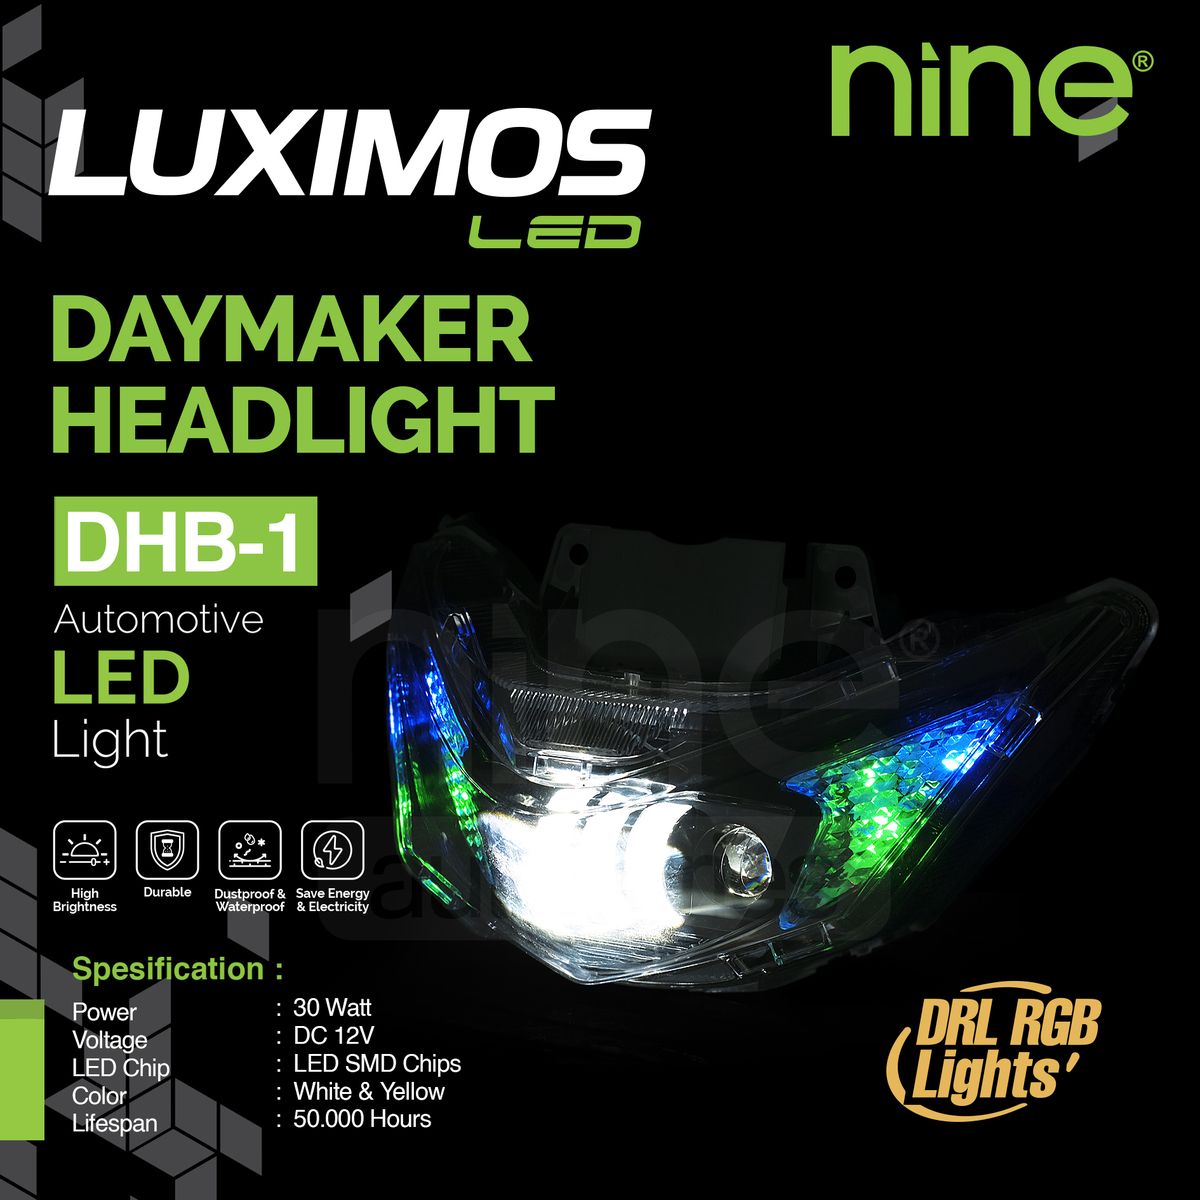 nine®
LUXIMOS
LED
DAYMAKER
HEADLIGHT
DHB-1
Automotive
LED
Light
nine®
High
Brightness
Durable
Dustproof &
Waterproof
Save Energy
& Electricity
Spesification :
Power : 30 Watt
Voltage : DC 12V
LED Chip : LED SMD Chips
Color : White & Yellow
Lifespan : 50.000 Hours
DRL RGB
Lights'